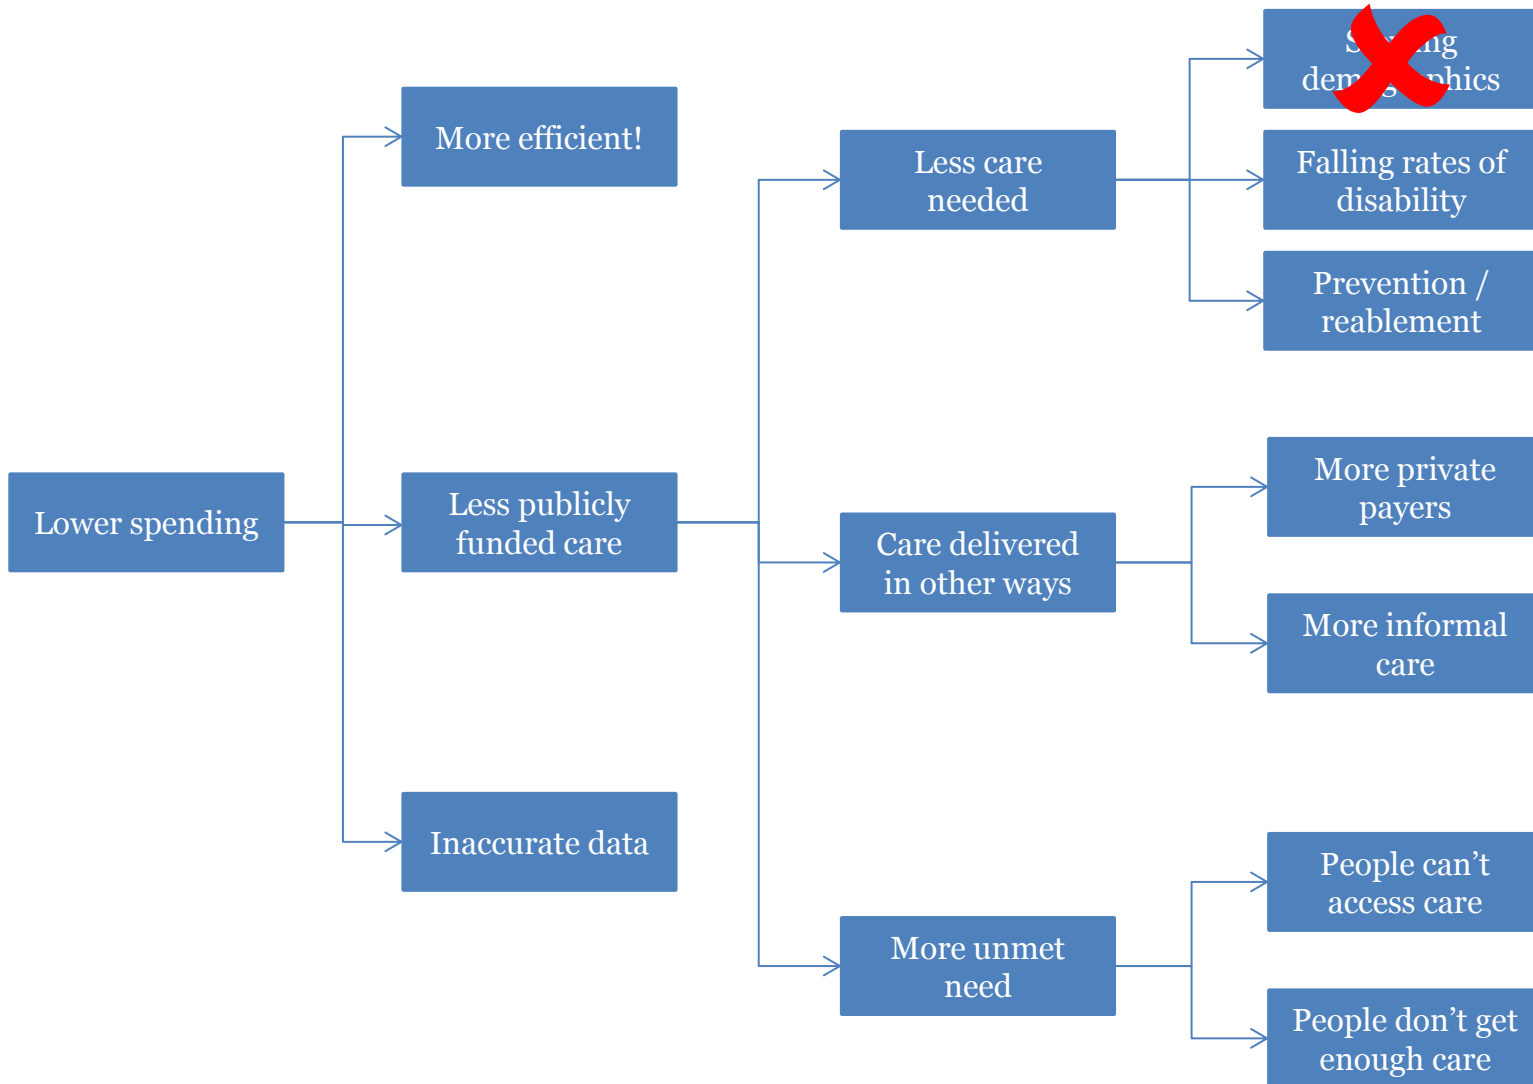 demographics
More efficient!
Less care
needed
Falling rates of
disability
Prevention /
reablement
Lower spending
Less publicly
funded care
Care delivered
in other ways
More private
payers
More informal
care
Inaccurate data
More unmet
need
People can’t
access care
People don’t get
enough care